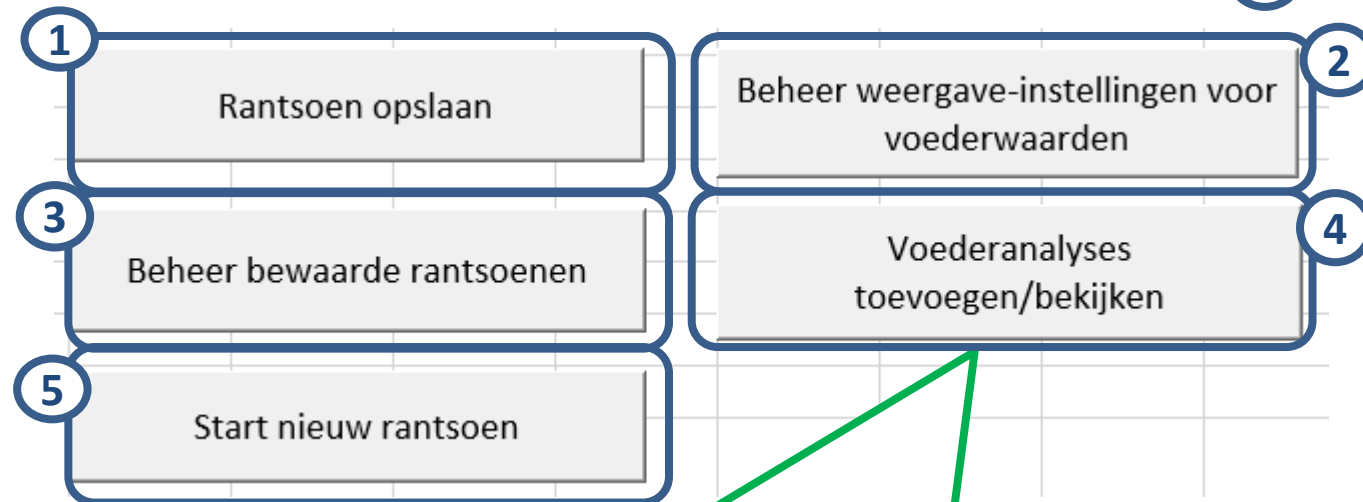 1
Rantsoen opslaan
2
Beheer weergave-instellingen voor
voederwaarden
3
Beheer bewaarde rantsoenen
4
Voederanalyses
toevoegen/bekijken
5
Start nieuw rantsoen